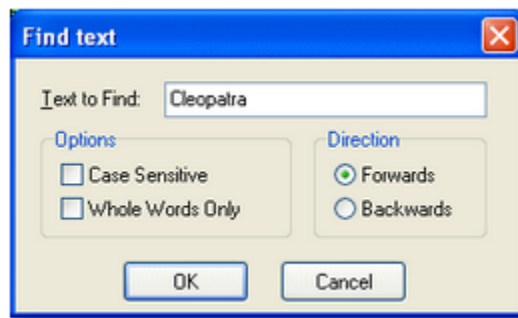 Find text
Text to Find: Cleopatra
Options
Case Sensitive
Whole Words Only
Direction
Forwards
Backwards
OK Cancel